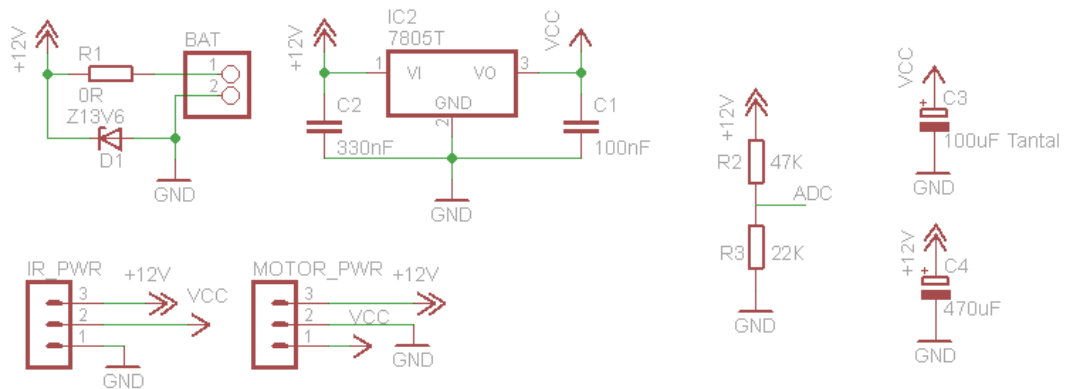 +12V
R1
BAT
1
2
0R
Z13V6
D1
GND
+12V
IC2
7805T
VCC
1
VI
VO
3
GND
2
C2
330nF
C1
100nF
GND
+12V
R2
47K
ADC
R3
22K
GND
VCC
+
C3
100uF Tantal
GND
+12V
+
C4
470uF
GND
IR_PWR
+12V
3
VCC
2
1
GND
MOTOR_PWR
+12V
3
2
VCC
1
GND